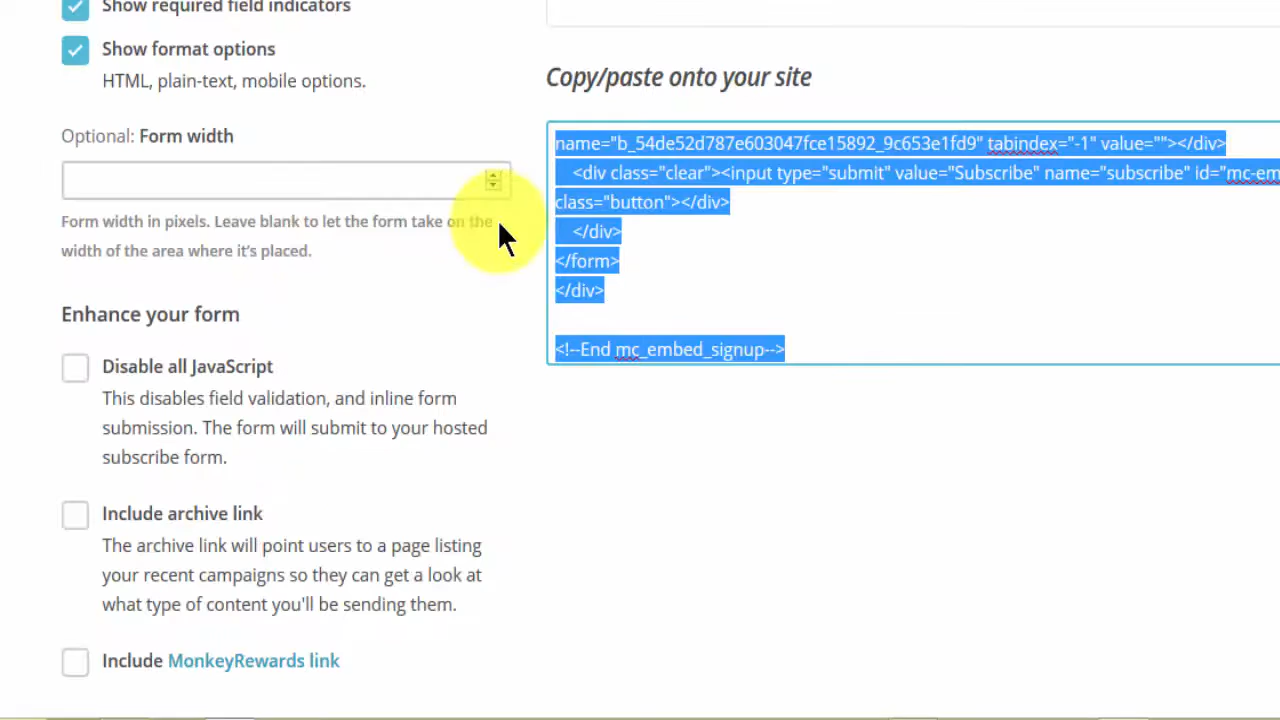 Show required field indicators
Show format options
HTML, plain-text, mobile options.
Optional: Form width
Form width in pixels. Leave blank to let the form take on the
width of the area where it's placed.
Enhance your form
Disable all JavaScript
This disables field validation, and inline form
submission. The form will submit to your hosted
subscribe form.
Include archive link
The archive link will point users to a page listing
your recent campaigns so they can get a look at
what type of content you'll be sending them.
Include MonkeyRewards link
Copy/paste onto your site
name="b_54de52d787e603047fce15892_9c653e1fd9" tabindex="-1" value=""></div>
<div class="clear"><input type="submit" value="Subscribe" name="subscribe" id="mc-em
class="button"></div>
</div>
</form>
</div>
<!--End mc_embed_signup-->